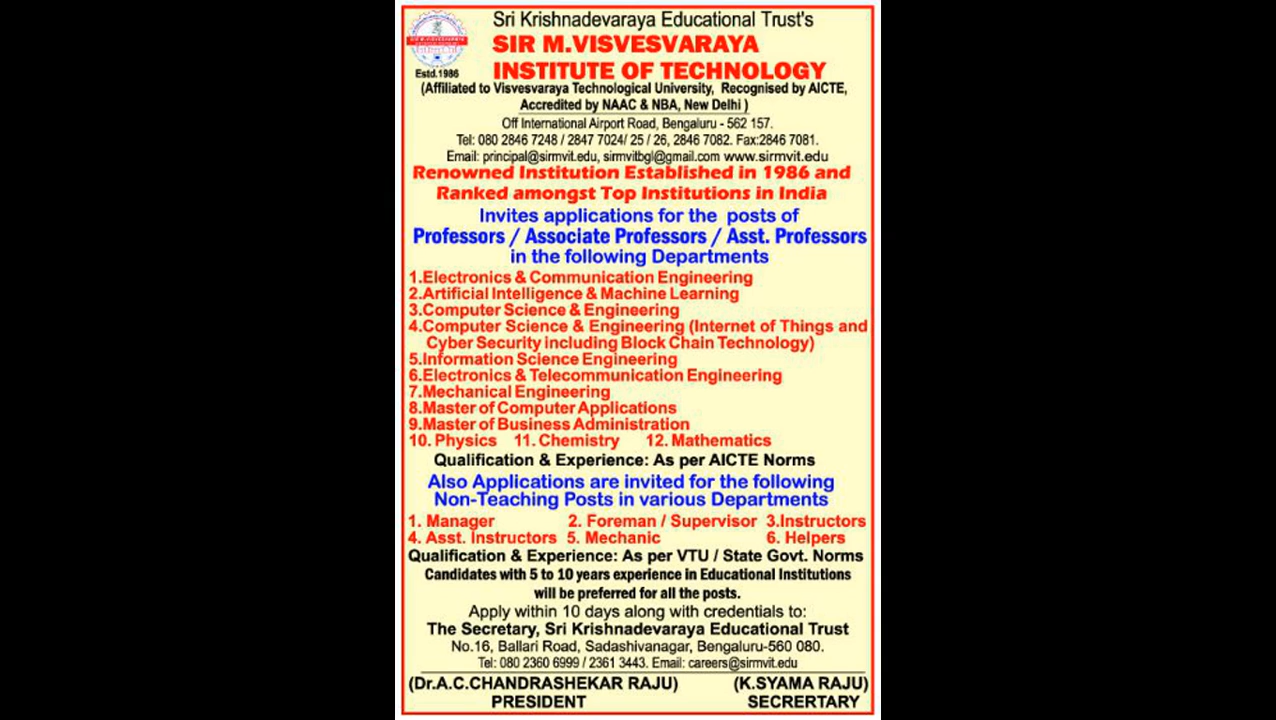 Sri Krishnadevaraya Educational Trust's
SIR M.VISVESVARAYA
INSTITUTE OF TECHNOLOGY
Estd.1986
(Affiliated to Visvesvaraya Technological University, Recognised by AICTE,
Accredited by NAAC & NBA, New Delhi )
Off International Airport Road, Bengaluru - 562 157.
Tel: 080 2846 7248 / 2847 7024/ 25 / 26, 2846 7082. Fax:2846 7081.
Email: principal@sirmvit.edu, sirmvitbgl@gmail.com www.sirmvit.edu
Renowned Institution Established in 1986 and
Ranked amongst Top Institutions in India
Invites applications for the posts of
Professors / Associate Professors / Asst. Professors
in the following Departments
1.Electronics & Communication Engineering
2.Artificial Intelligence & Machine Learning
3.Computer Science & Engineering
4.Computer Science & Engineering (Internet of Things and
Cyber Security including Block Chain Technology)
5.Information Science Engineering
6.Electronics & Telecommunication Engineering
7.Mechanical Engineering
8.Master of Computer Applications
9.Master of Business Administration
10. Physics 11. Chemistry 12. Mathematics
Qualification & Experience: As per AICTE Norms
Also Applications are invited for the following
Non-Teaching Posts in various Departments
1. Manager 2. Foreman / Supervisor 3.Instructors
4. Asst. Instructors 5. Mechanic 6. Helpers
Qualification & Experience: As per VTU / State Govt. Norms
Candidates with 5 to 10 years experience in Educational Institutions
will be preferred for all the posts.
Apply within 10 days along with credentials to:
The Secretary, Sri Krishnadevaraya Educational Trust
No.16, Ballari Road, Sadashivanagar, Bengaluru-560 080.
Tel: 080 2360 6999 / 2361 3443. Email: careers@sirmvit.edu
(Dr.A.C.CHANDRASHEKAR RAJU) (K.SYAMA RAJU)
PRESIDENT SECRERTARY